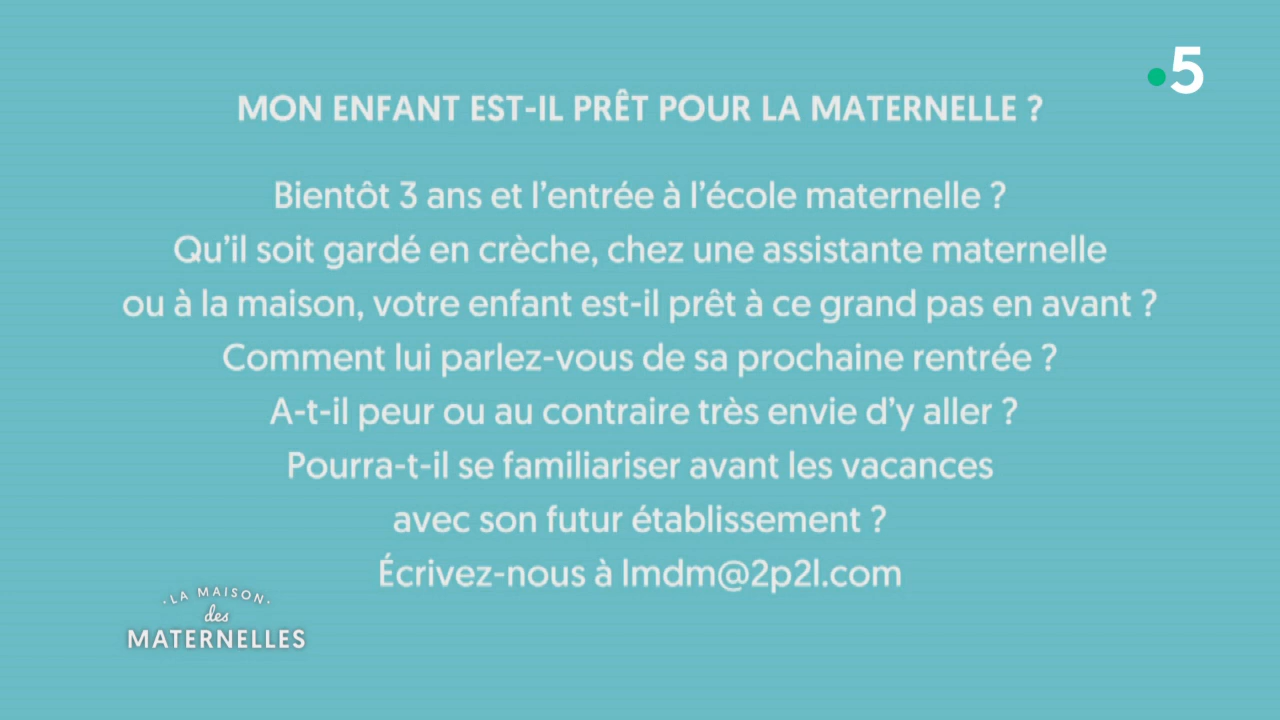 5
MON ENFANT EST-IL PRÊT POUR LA MATERNELLE ?
Bientôt 3 ans et l’entrée à l’école maternelle ?
Qu’il soit gardé en crèche, chez une assistante maternelle
ou à la maison, votre enfant est-il prêt à ce grand pas en avant ?
Comment lui parlez-vous de sa prochaine rentrée ?
A-t-il peur ou au contraire très envie d’y aller ?
Pourra-t-il se familiariser avant les vacances
avec son futur établissement ?
Écrivez-nous à lmdm@2p2l.com
·LA MAISON·
des
MATERNELLES